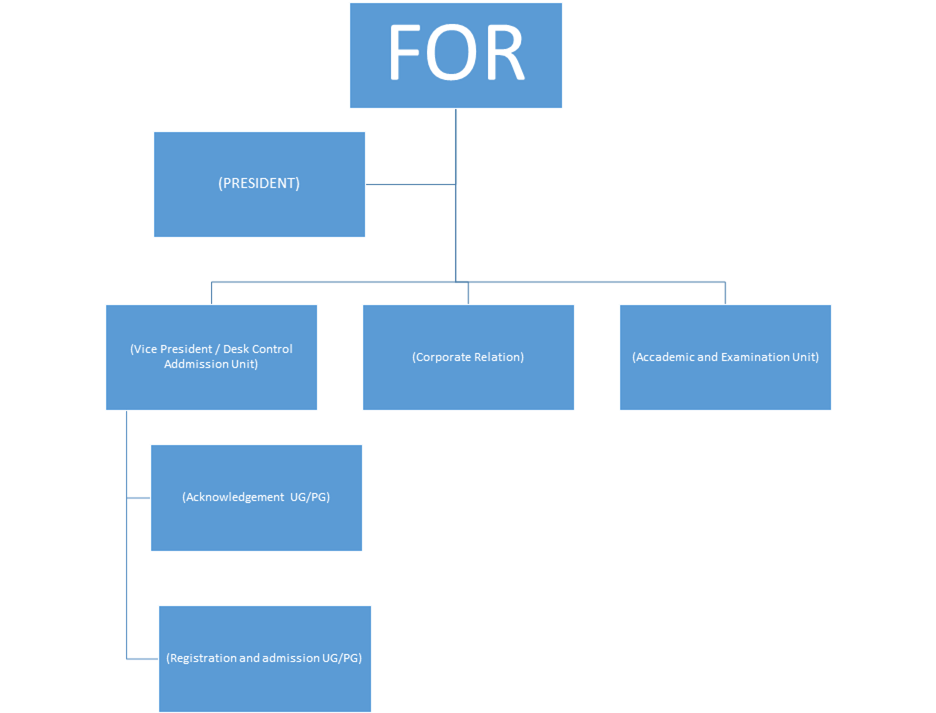 FOR
(PRESIDENT)
(Vice President / Desk Control
Addmission Unit)
(Corporate Relation)
(Accademic and Examination Unit)
(Acknowledgement  UG/PG)
(Registration and admission UG/PG)